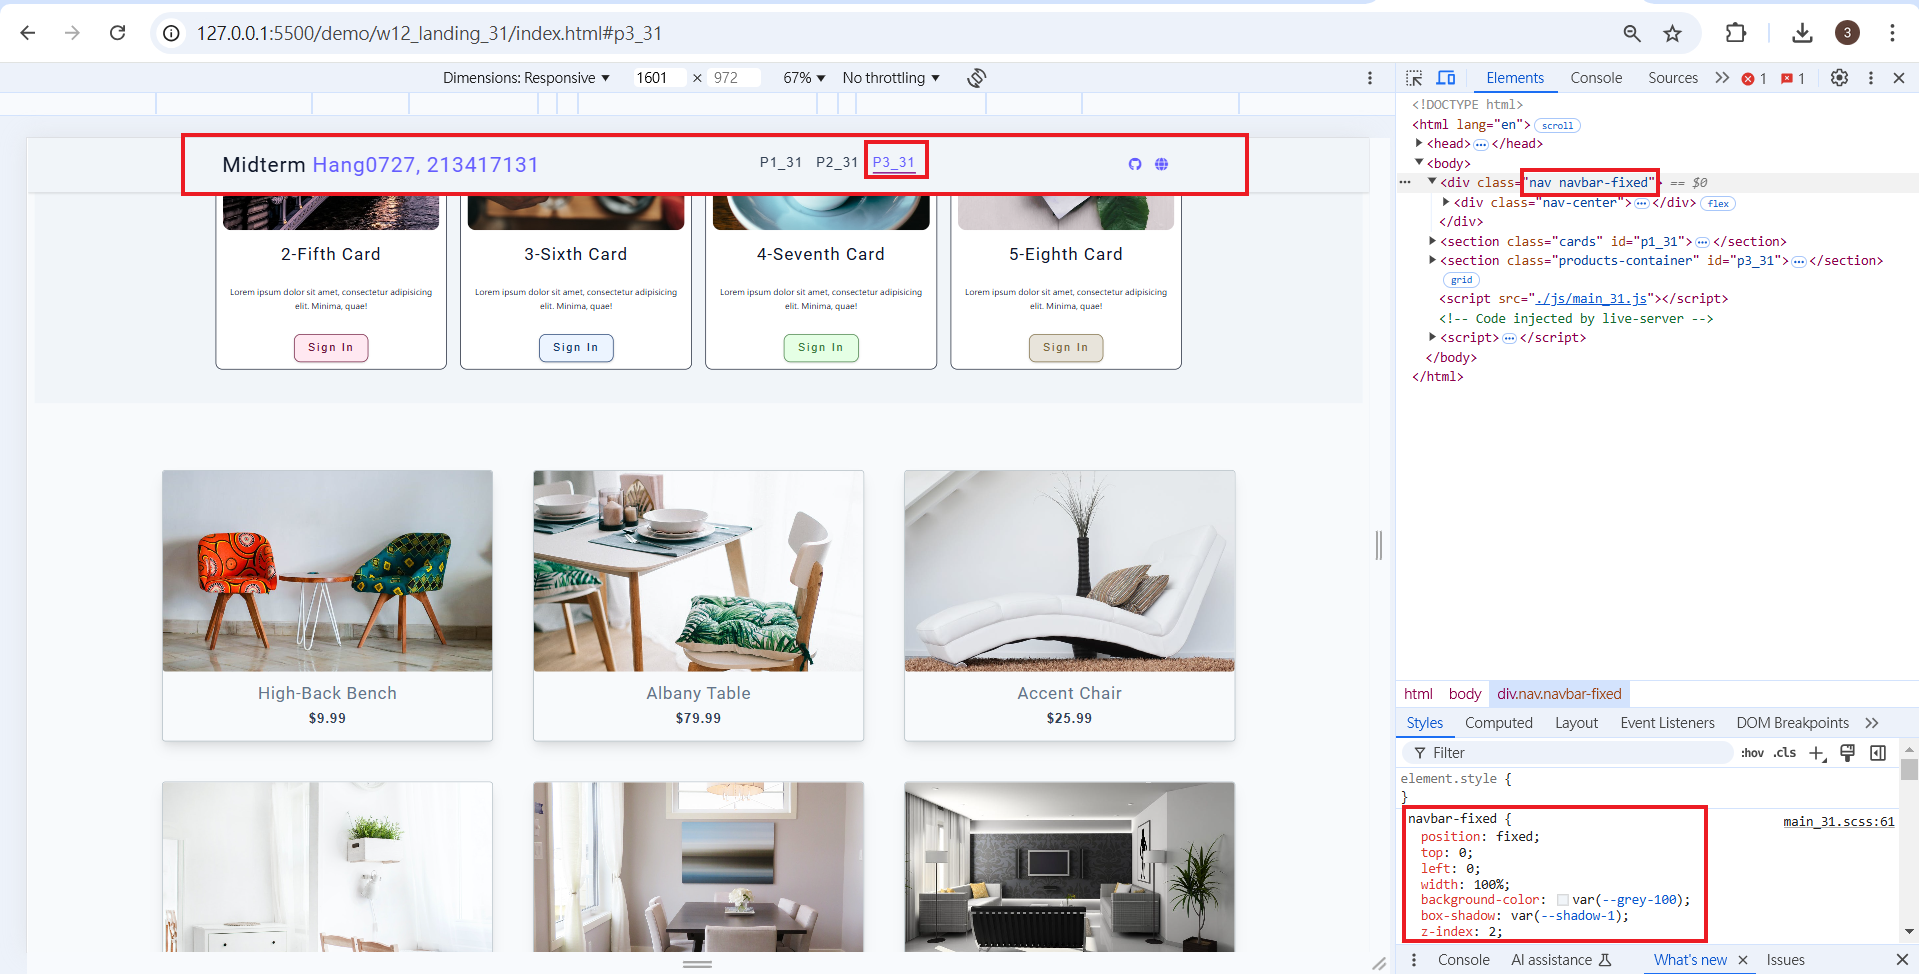 127.0.0.1:5500/demo/w12_landing_31/index.html#p3_31
3
Dimensions: Responsive ▼ 1601 × 972 67% ▼ No throttling ▼
Elements Console Sources >> 1 1
Midterm Hang0727, 213417131 P1_31 P2_31 P3_31
2-Fifth Card 3-Sixth Card 4-Seventh Card 5-Eighth Card
Lorem ipsum dolor sit amet, consectetur adipisicing Lorem ipsum dolor sit amet, consectetur adipisicing Lorem ipsum dolor sit amet, consectetur adipisicing Lorem ipsum dolor sit amet, consectetur adipisicing
elit. Minima, quae! elit. Minima, quae! elit. Minima, quae! elit. Minima, quae!
Sign In Sign In Sign In Sign In
High-Back Bench Albany Table Accent Chair
$9.99 $79.99 $25.99
<!DOCTYPE html>
<html lang="en"> scroll
▶ <head> ⋯ </head>
▼ <body>
⋯ ▼ <div class="nav navbar-fixed"> == $0
▶ <div class="nav-center"> ⋯ </div> flex
</div>
▶ <section class="cards" id="p1_31"> ⋯ </section>
▶ <section class="products-container" id="p3_31"> ⋯ </section>
grid
<script src="./js/main_31.js"></script>
<!-- Code injected by live-server -->
▶ <script> ⋯ </script>
</body>
</html>
html body div.nav.navbar-fixed
Styles Computed Layout Event Listeners DOM Breakpoints >>
Filter :hov .cls +
element.style {
}
navbar-fixed { main_31.scss:61
position: fixed;
top: 0;
left: 0;
width: 100%;
background-color: var(--grey-100);
box-shadow: var(--shadow-1);
z-index: 2;
Console AI assistance What's new × Issues